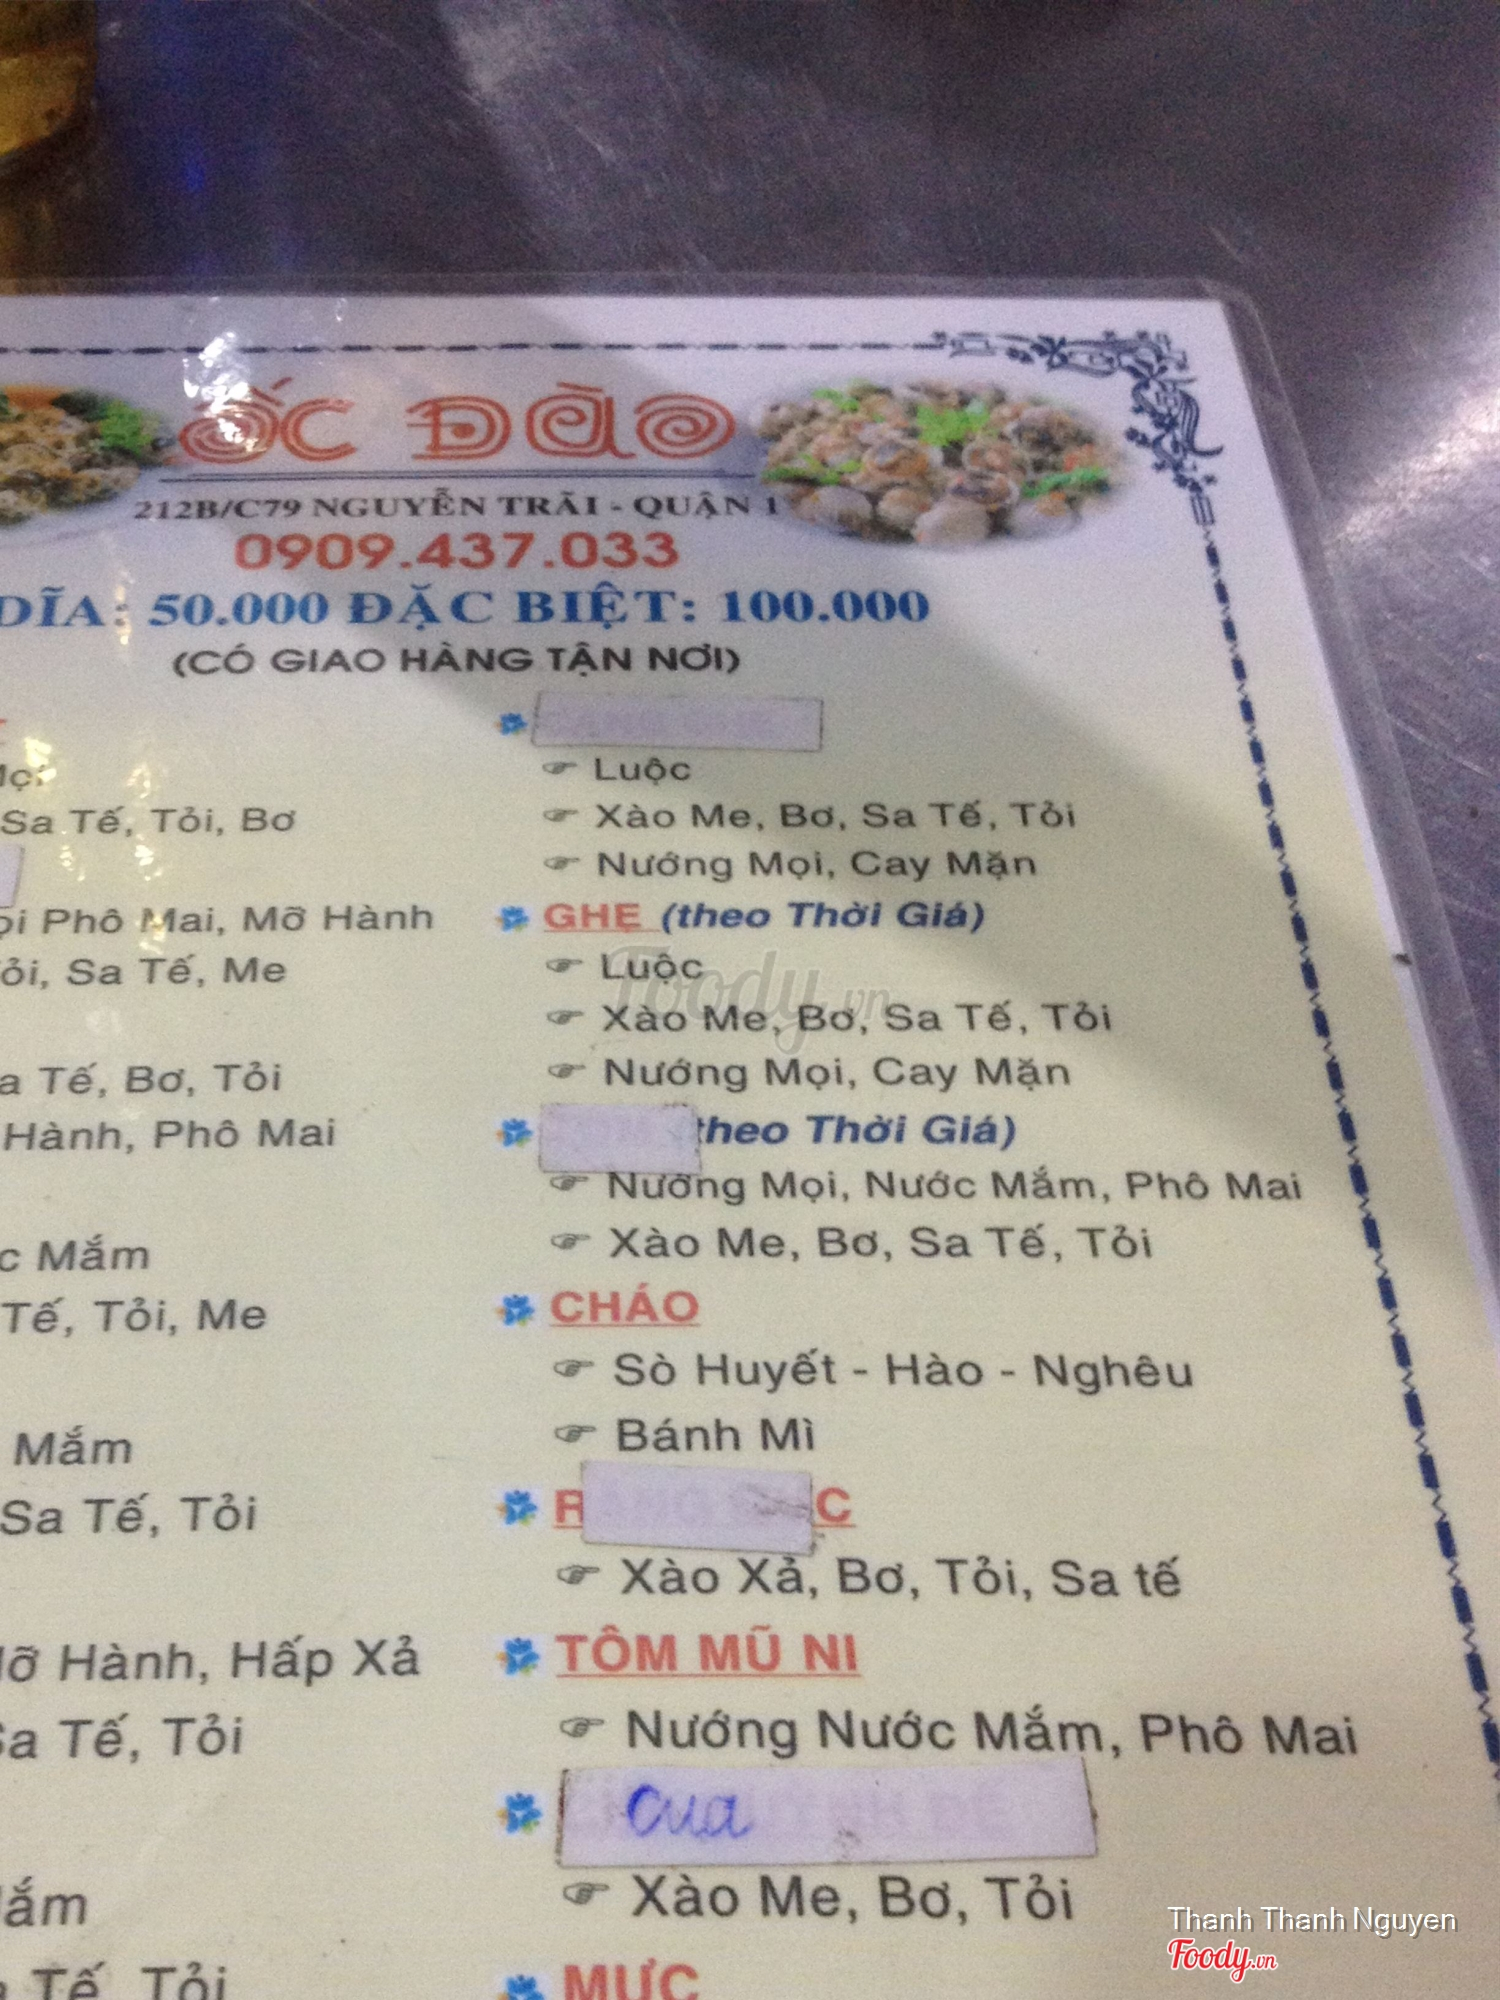 ỐC ĐÀO
212B/C79 NGUYỄN TRÃI - QUẬN 1
0909.437.033
DĨA: 50.000 ĐẶC BIỆT: 100.000
(CÓ GIAO HÀNG TẬN NƠI)
Sa Tế, Tỏi, Bơ
Phô Mai, Mỡ Hành
Sa Tế, Me
Tế, Bơ, Tỏi
Hành, Phô Mai
Mắm
Tế, Tỏi, Me
Mắm
Sa Tế, Tỏi
Hành, Hấp Xả
Tế, Tỏi
Tế, Tỏi
Luộc
Xào Me, Bơ, Sa Tế, Tỏi
Nướng Mọi, Cay Mặn
GHẸ (theo Thời Giá)
Luộc
Xào Me, Bơ, Sa Tế, Tỏi
Nướng Mọi, Cay Mặn
theo Thời Giá)
Nướng Mọi, Nước Mắm, Phô Mai
Xào Me, Bơ, Sa Tế, Tỏi
CHÁO
Sò Huyết - Hào - Nghêu
Bánh Mì
Xào Xả, Bơ, Tỏi, Sa tế
TÔM MŨ NI
Nướng Nước Mắm, Phô Mai
Cua
Xào Me, Bơ, Tỏi
MỰC
Foody.vn
Thanh Thanh Nguyen
Foody.vn